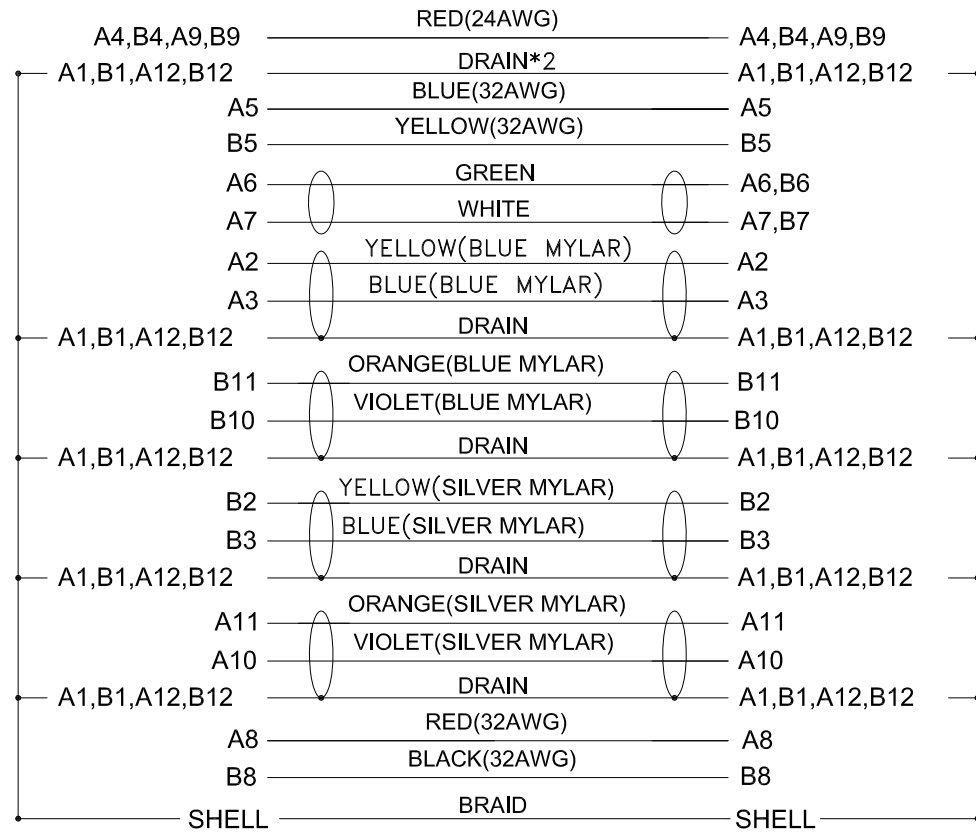 A4,B4,A9,B9 RED(24AWG) A4,B4,A9,B9
A1,B1,A12,B12 DRAIN*2 A1,B1,A12,B12
A5 BLUE(32AWG) A5
B5 YELLOW(32AWG) B5
A6 GREEN A6,B6
A7 WHITE A7,B7
A2 YELLOW(BLUE MYLAR) A2
A3 BLUE(BLUE MYLAR) A3
A1,B1,A12,B12 DRAIN A1,B1,A12,B12
B11 ORANGE(BLUE MYLAR) B11
B10 VIOLET(BLUE MYLAR) B10
A1,B1,A12,B12 DRAIN A1,B1,A12,B12
B2 YELLOW(SILVER MYLAR) B2
B3 BLUE(SILVER MYLAR) B3
A1,B1,A12,B12 DRAIN A1,B1,A12,B12
A11 ORANGE(SILVER MYLAR) A11
A10 VIOLET(SILVER MYLAR) A10
A1,B1,A12,B12 DRAIN A1,B1,A12,B12
A8 RED(32AWG) A8
B8 BLACK(32AWG) B8
SHELL BRAID SHELL